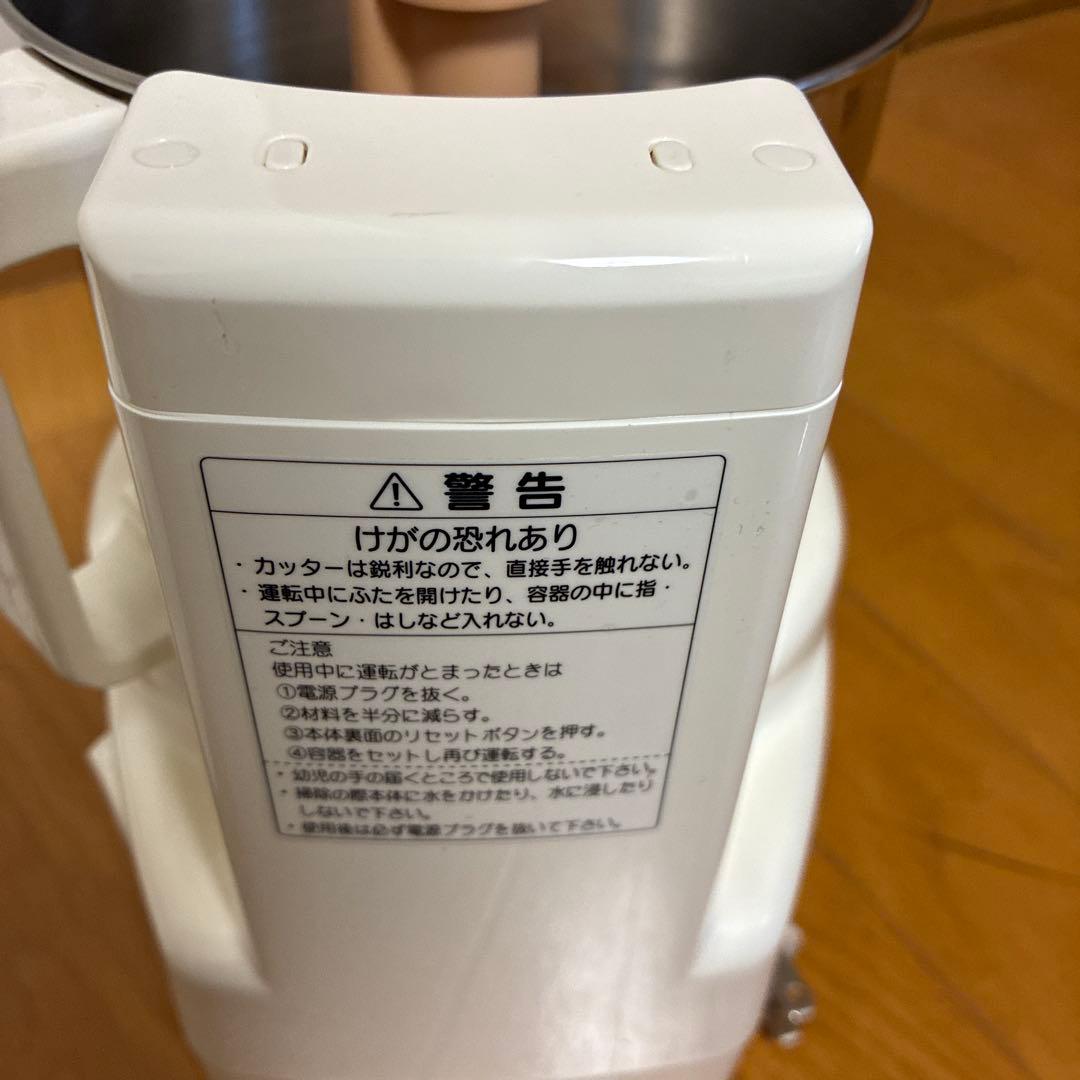 警告
けがの恐れあり
・カッターは鋭利なので、直接手を触れない。
・運転中にふたを開けたり、容器の中に指・
スプーン・はしなど入れない。
ご注意
使用中に運転がとまったときは
①電源プラグを抜く。
②材料を半分に減らす。
③本体裏面のリセットボタンを押す。
④容器をセットし再び運転する。
・幼児の手の届くところで使用しないで下さい。
・掃除の際本体に水をかけたり、水に浸したり
しないで下さい。
・使用後は必ず電源プラグを抜いて下さい。